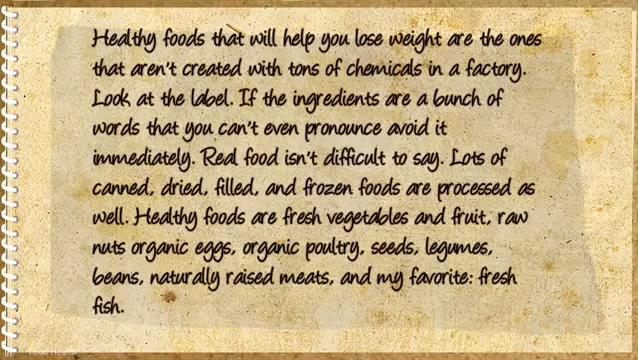 Healthy foods that will help you lose weight are the ones
that aren't created with tons of chemicals in a factory.
Look at the label. If the ingredients are a bunch of
words that you can't even pronounce avoid it
immediately. Real food isn't difficult to say. Lots of
canned, dried, filled, and frozen foods are processed as
well. Healthy foods are fresh vegetables and fruit, raw
nuts organic eggs, organic poultry, seeds, legumes,
beans, naturally raised meats, and my favorite: fresh
fish.